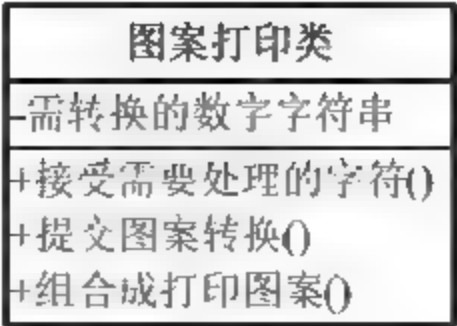 图案打印类
-需转换的数字字符串
+接受需要处理的字符()
+提交图案转换()
+组合成打印图案()